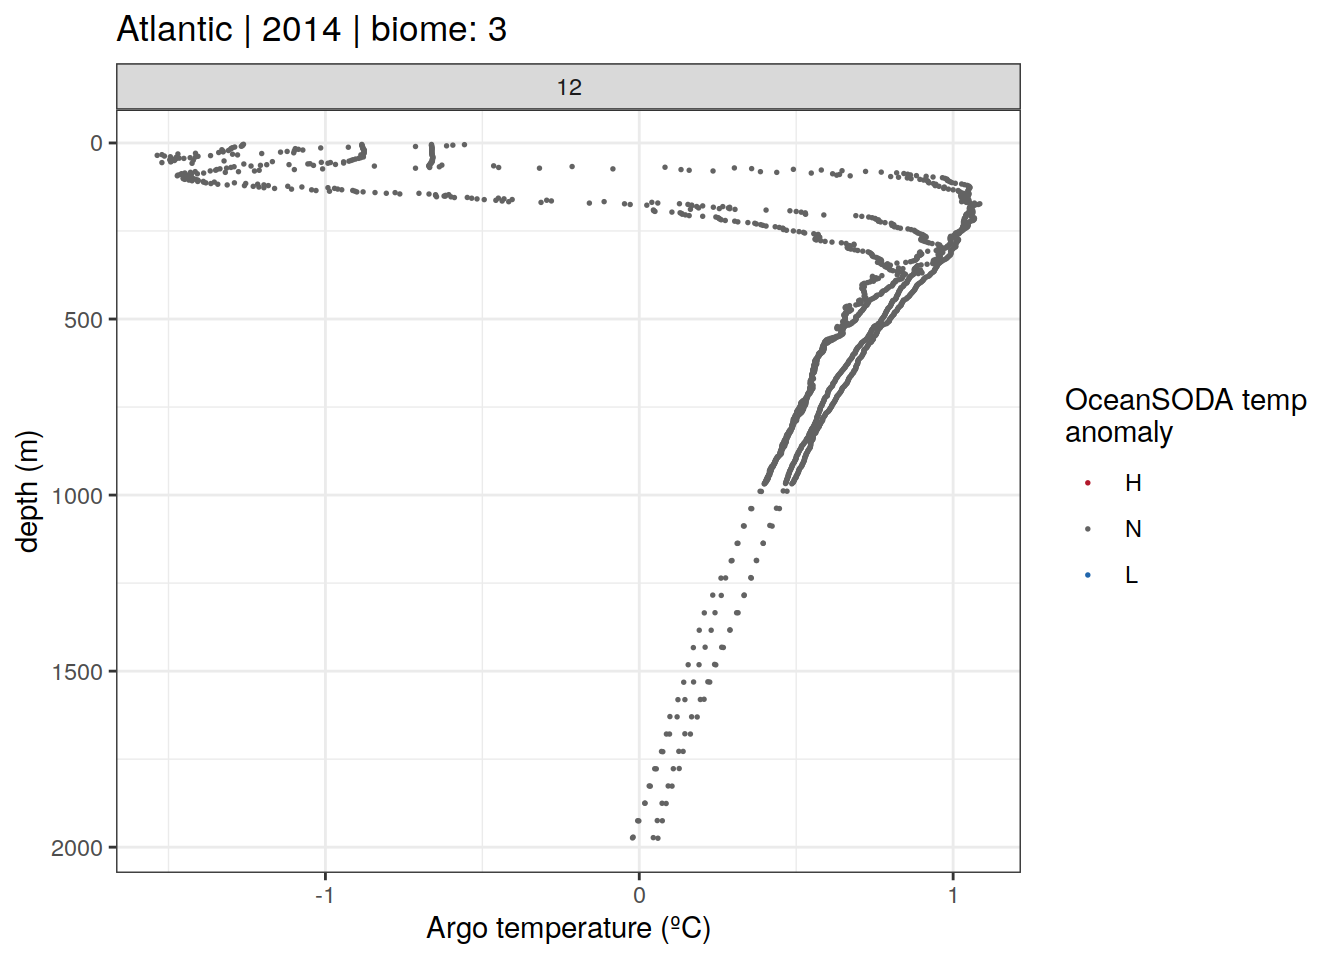 Atlantic | 2014 | biome: 3
12
0
500
1000
1500
2000
depth (m)
-1
0
1
Argo temperature (ºC)
OceanSODA temp
anomaly
H
N
L